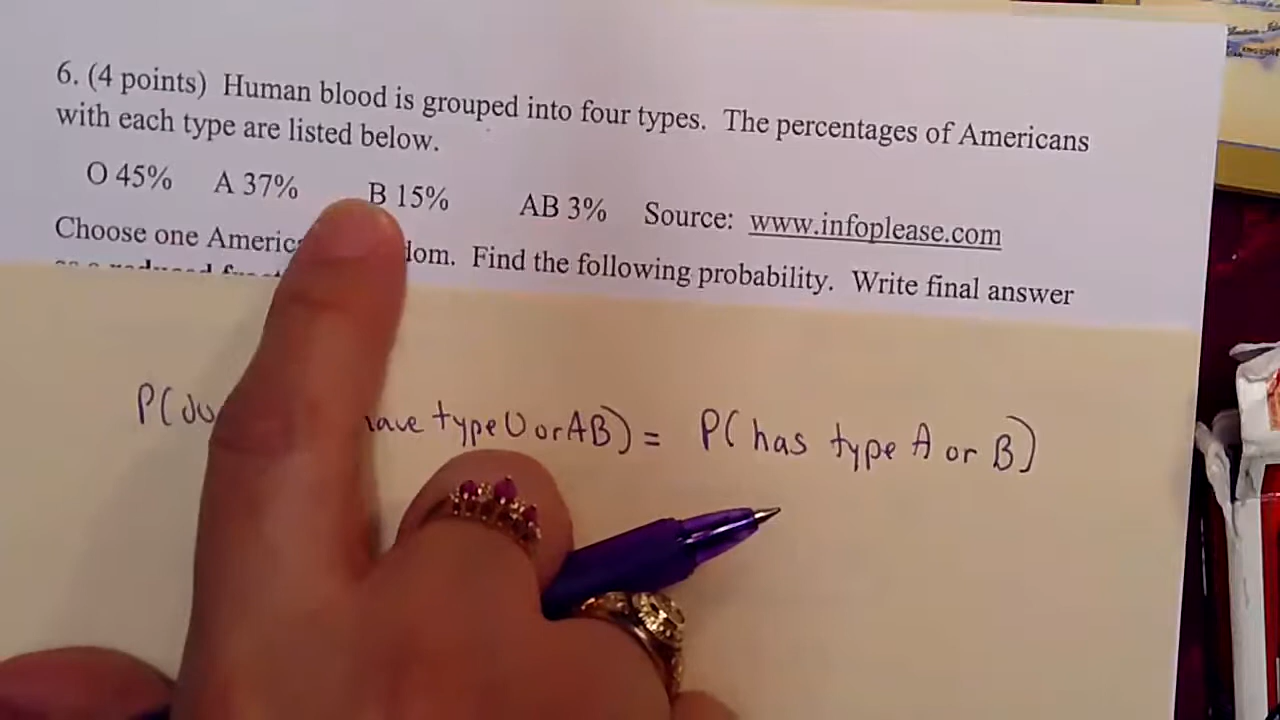 6. (4 points) Human blood is grouped into four types. The percentages of Americans
with each type are listed below.
O 45% A 37% B 15% AB 3% Source: www.infoplease.com
Choose one Americ dom. Find the following probability. Write final answer
P( have type O or AB) = P( has type A or B)